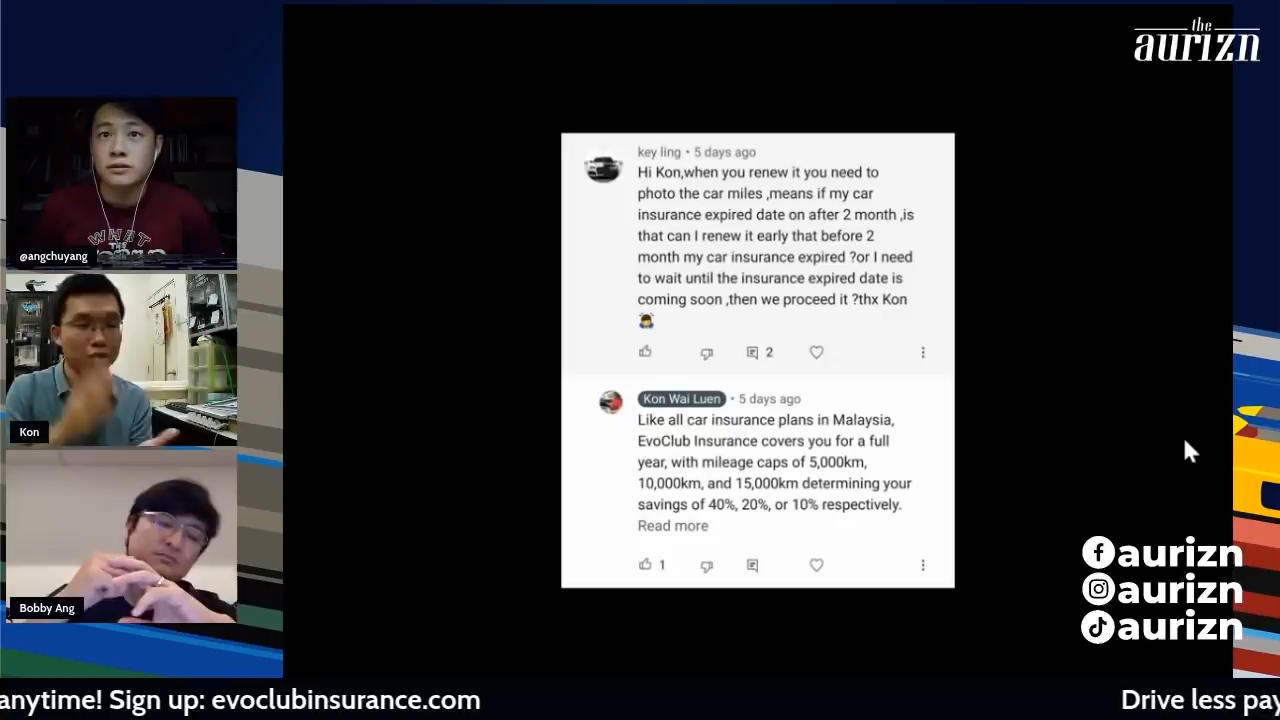 the
aurizn
WHAT
THE
@angchuyang
Kon
Bobby Ang
key ling • 5 days ago
Hi Kon,when you renew it you need to
photo the car miles ,means if my car
insurance expired date on after 2 month ,is
that can I renew it early that before 2
month my car insurance expired ?or I need
to wait until the insurance expired date is
coming soon ,then we proceed it ?thx Kon
2
Kon Wai Luen • 5 days ago
Like all car insurance plans in Malaysia,
EvoClub Insurance covers you for a full
year, with mileage caps of 5,000km,
10,000km, and 15,000km determining your
savings of 40%, 20%, or 10% respectively.
Read more
1
aurizn
aurizn
aurizn
anytime! Sign up: evoclubinsurance.com
Drive less pay